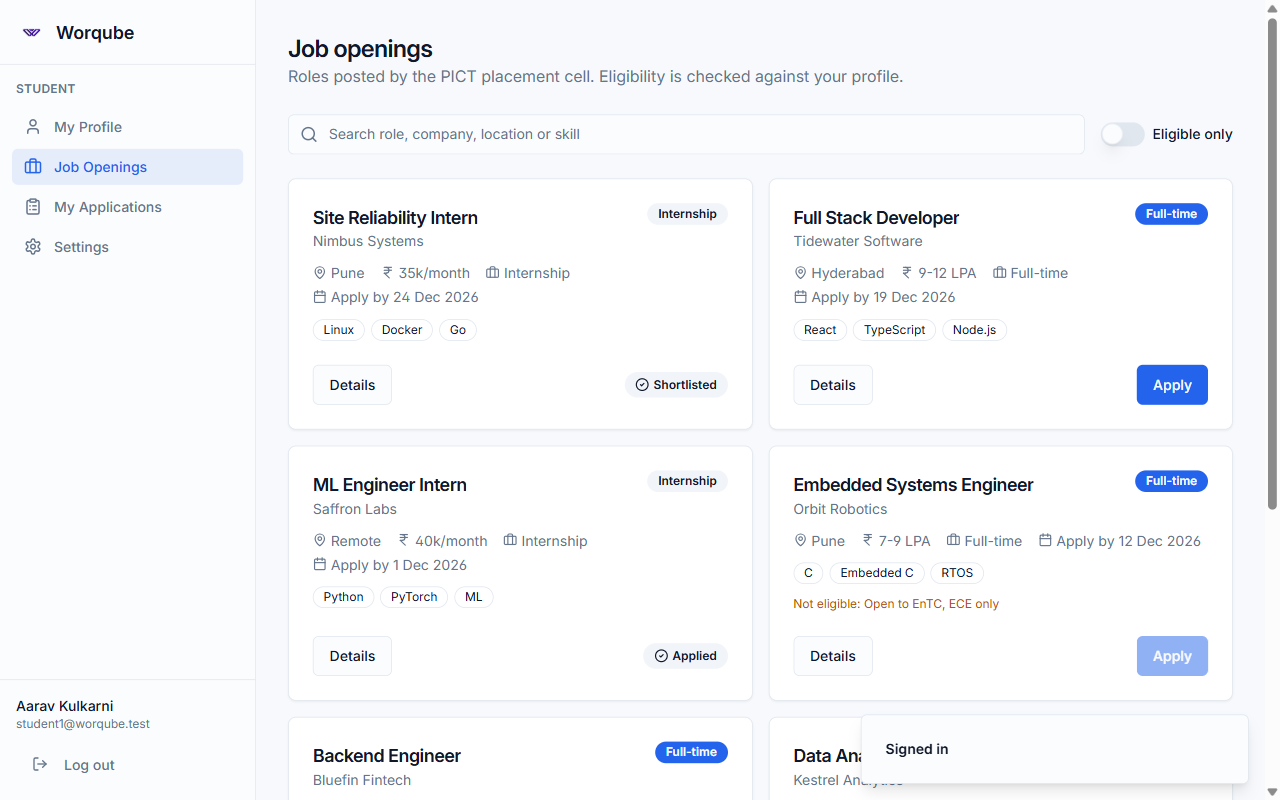 Worqube
STUDENT
My Profile
Job Openings
My Applications
Settings
Aarav Kulkarni
student1@worqube.test
Log out
Job openings
Roles posted by the PICT placement cell. Eligibility is checked against your profile.
Search role, company, location or skill
Eligible only
Site Reliability Intern
Internship
Nimbus Systems
Pune ₹ 35k/month Internship
Apply by 24 Dec 2026
Linux Docker Go
Details
Shortlisted
Full Stack Developer
Full-time
Tidewater Software
Hyderabad ₹ 9-12 LPA Full-time
Apply by 19 Dec 2026
React TypeScript Node.js
Details
Apply
ML Engineer Intern
Internship
Saffron Labs
Remote ₹ 40k/month Internship
Apply by 1 Dec 2026
Python PyTorch ML
Details
Applied
Embedded Systems Engineer
Full-time
Orbit Robotics
Pune ₹ 7-9 LPA Full-time Apply by 12 Dec 2026
C Embedded C RTOS
Not eligible: Open to EnTC, ECE only
Details
Apply
Backend Engineer
Full-time
Bluefin Fintech
Data
Kestrel Analytics
Signed in